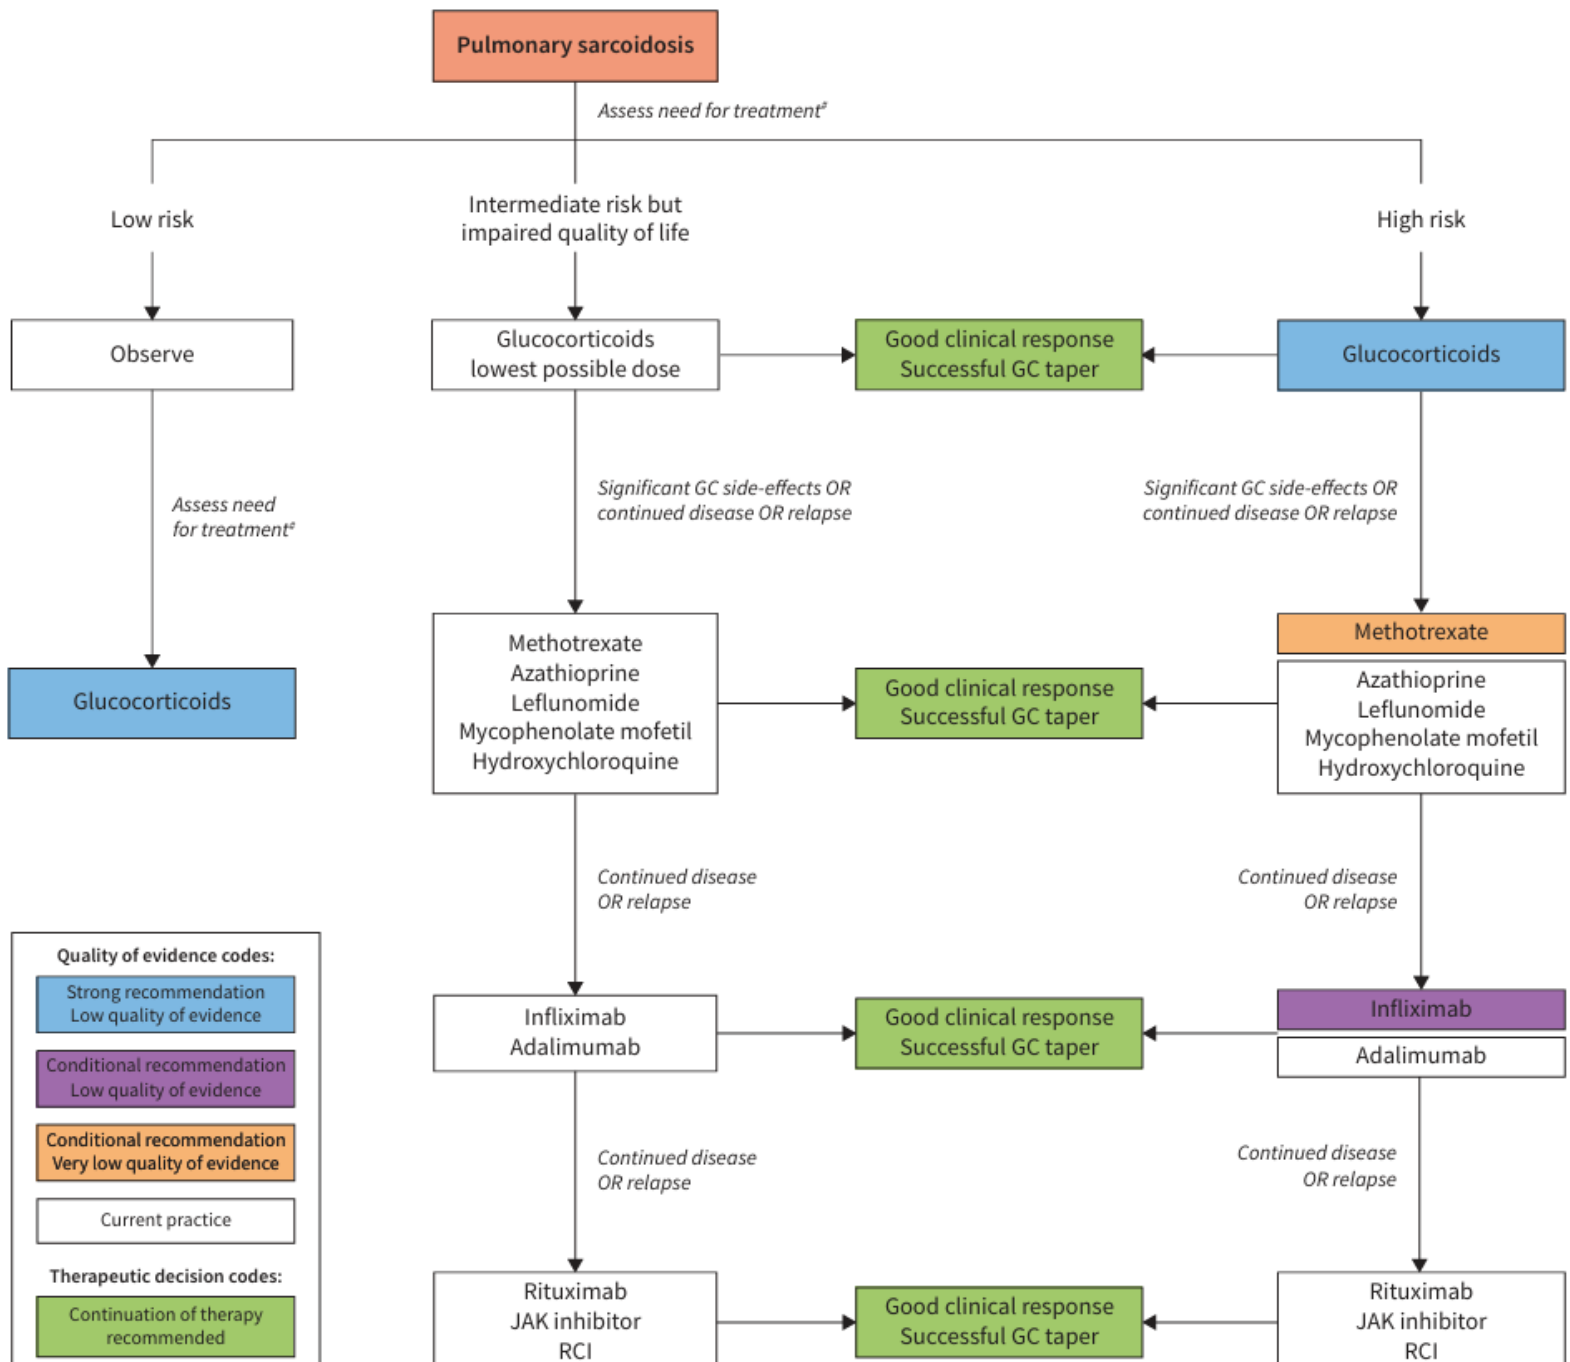 Pulmonary sarcoidosis
Assess need for treatment#
Low risk
Intermediate risk but
impaired quality of life
High risk
Observe
Glucocorticoids
lowest possible dose
Good clinical response
Successful GC taper
Glucocorticoids
Assess need
for treatment#
Significant GC side-effects OR
continued disease OR relapse
Significant GC side-effects OR
continued disease OR relapse
Glucocorticoids
Methotrexate
Azathioprine
Leflunomide
Mycophenolate mofetil
Hydroxychloroquine
Good clinical response
Successful GC taper
Methotrexate
Azathioprine
Leflunomide
Mycophenolate mofetil
Hydroxychloroquine
Continued disease
OR relapse
Continued disease
OR relapse
Infliximab
Adalimumab
Good clinical response
Successful GC taper
Infliximab
Adalimumab
Continued disease
OR relapse
Continued disease
OR relapse
Rituximab
JAK inhibitor
RCI
Good clinical response
Successful GC taper
Rituximab
JAK inhibitor
RCI
Quality of evidence codes:
Strong recommendation
Low quality of evidence
Conditional recommendation
Low quality of evidence
Conditional recommendation
Very low quality of evidence
Current practice
Therapeutic decision codes:
Continuation of therapy
recommended